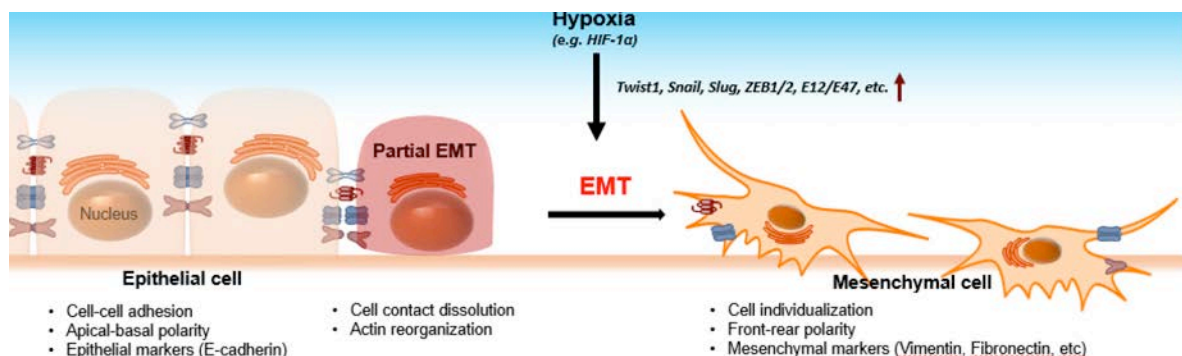 Hypoxia
(e.g. HIF-1α)
Twist1, Snail, Slug, ZEB1/2, E12/E47, etc.
Partial EMT
EMT
Nucleus
Epithelial cell
• Cell-cell adhesion
• Apical-basal polarity
• Epithelial markers (E-cadherin)
• Cell contact dissolution
• Actin reorganization
Mesenchymal cell
• Cell individualization
• Front-rear polarity
• Mesenchymal markers (Vimentin, Fibronectin, etc)